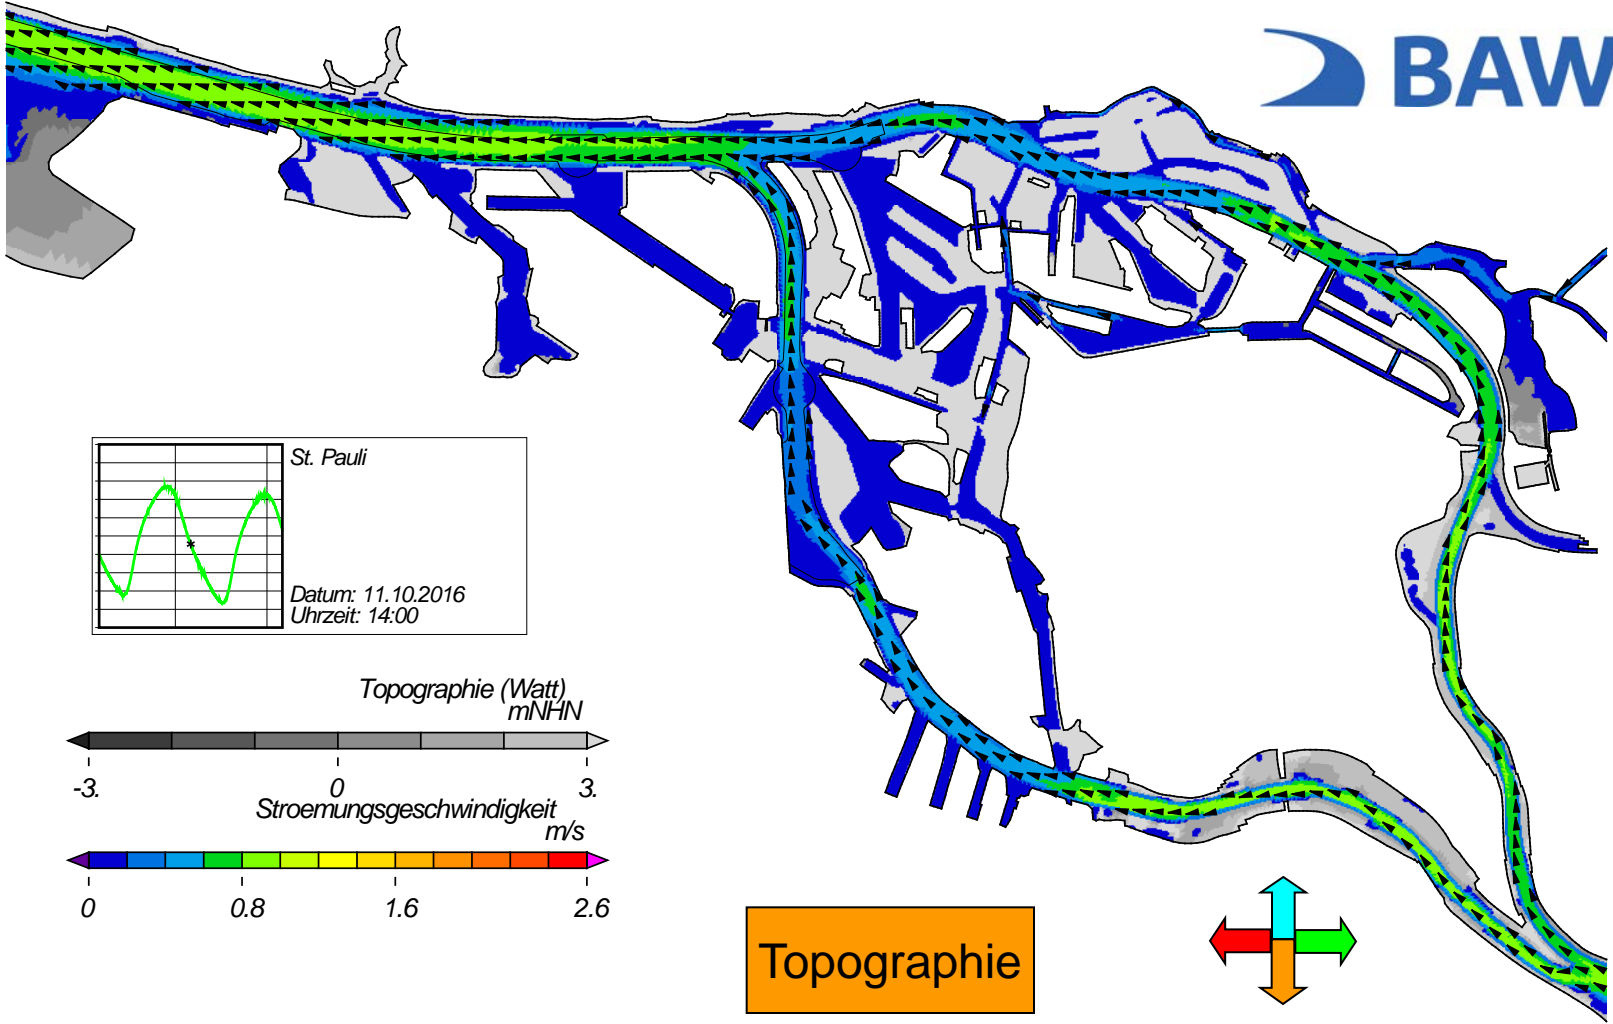 BAW
St. Pauli
Datum: 11.10.2016
Uhrzeit: 14:00
Topographie (Watt)
mNHN
-3. 0 3.
Stroemungsgeschwindigkeit
m/s
0 0.8 1.6 2.6
Topographie